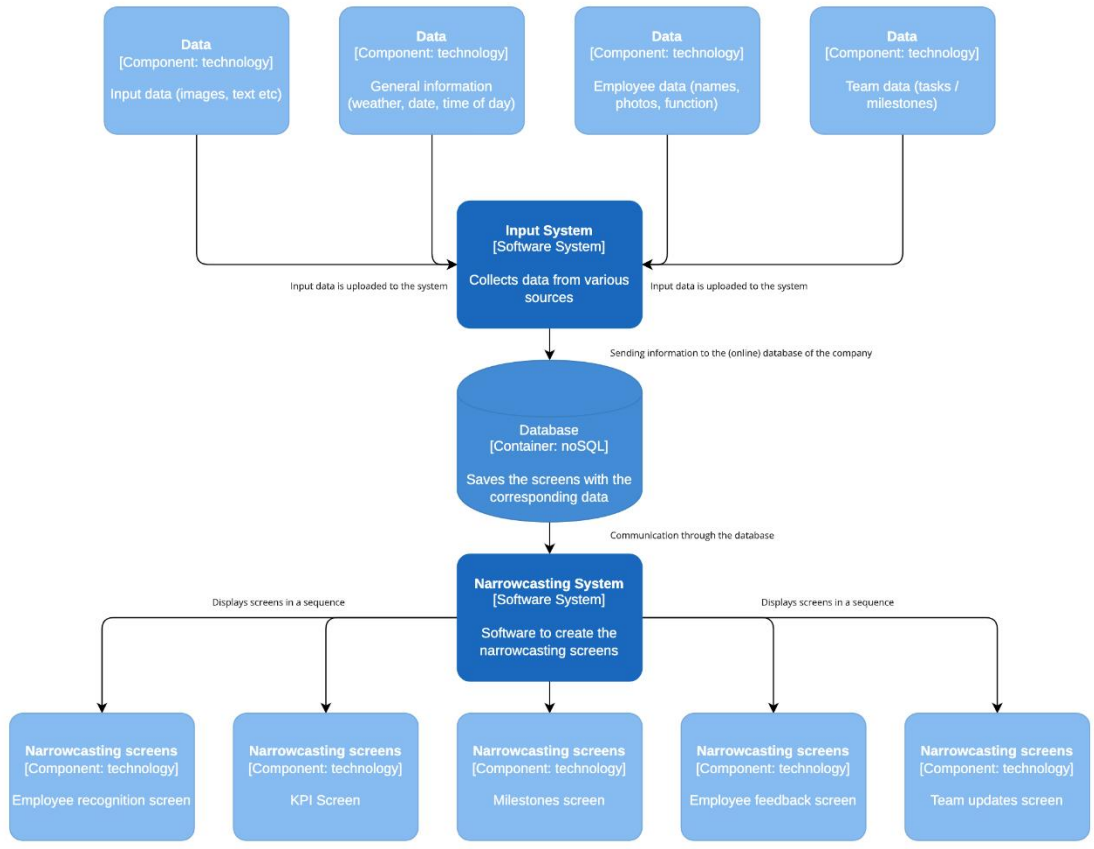 Data
[Component: technology]
Input data (images, text etc)
Data
[Component: technology]
General information
(weather, date, time of day)
Data
[Component: technology]
Employee data (names,
photos, function)
Data
[Component: technology]
Team data (tasks /
milestones)
Input System
[Software System]
Collects data from various
sources
Input data is uploaded to the system
Input data is uploaded to the system
Sending information to the (online) database of the company
Database
[Container: noSQL]
Saves the screens with the
corresponding data
Communication through the database
Narrowcasting System
[Software System]
Software to create the
narrowcasting screens
Displays screens in a sequence
Displays screens in a sequence
Narrowcasting screens
[Component: technology]
Employee recognition screen
Narrowcasting screens
[Component: technology]
KPI Screen
Narrowcasting screens
[Component: technology]
Milestones screen
Narrowcasting screens
[Component: technology]
Employee feedback screen
Narrowcasting screens
[Component: technology]
Team updates screen